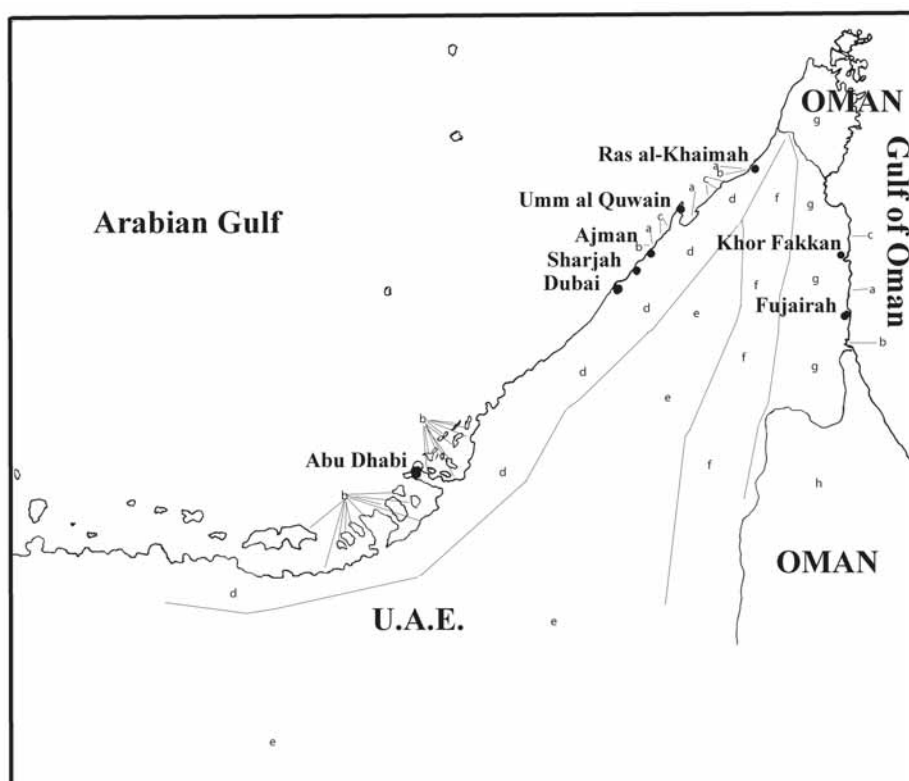 OMAN
g
Gulf of Oman
Ras al-Khaimah
a
b
c
a
d
f
g
Umm al Quwain
c
a
b
Arabian Gulf
Ajman
Sharjah
Dubai
d
c
Khor Fakkan
g
f
a
d
e
Fujairah
b
f
d
e
g
b
Abu Dhabi
d
f
h
b
OMAN
d
U.A.E.
e
e